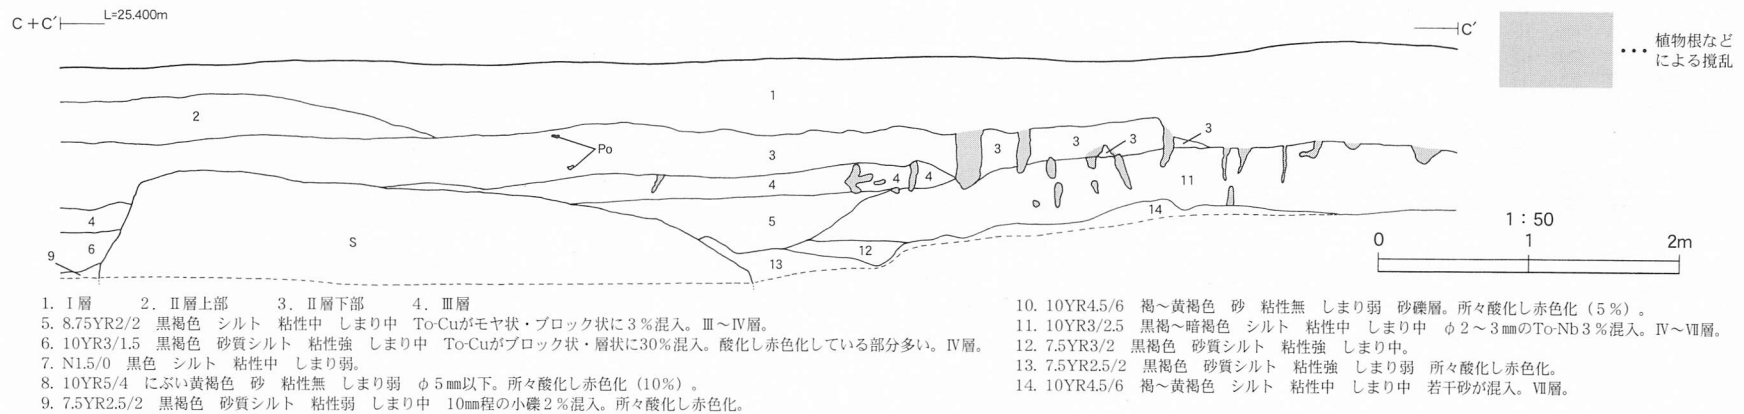 C+C′ L=25.400m C′
… 植物根など
による撹乱
1
2
3
3
3
3
3
Po
4
4
4
4
5
6
9
S
11
12
13
14
1：50
0 1 2m
1. Ⅰ層 2. Ⅱ層上部 3. Ⅱ層下部 4. Ⅲ層
5. 8.75YR2/2 黒褐色 シルト 粘性中 しまり中 To-Cuがモヤ状・ブロック状に3％混入。Ⅲ～Ⅳ層。
6. 10YR3/1.5 黒褐色 砂質シルト 粘性強 しまり中 To-Cuがブロック状・層状に30％混入。酸化し赤色化している部分多い。Ⅳ層。
7. N1.5/0 黒色 シルト 粘性中 しまり弱。
8. 10YR5/4 にぶい黄褐色 砂 粘性無 しまり弱 φ5㎜以下。所々酸化し赤色化（10％）。
9. 7.5YR2.5/2 黒褐色 砂質シルト 粘性弱 しまり中 10㎜程の小礫2％混入。所々酸化し赤色化。
10. 10YR4.5/6 褐～黄褐色 砂 粘性無 しまり弱 砂礫層。所々酸化し赤色化（5％）。
11. 10YR3/2.5 黒褐～暗褐色 シルト 粘性中 しまり中 φ2～3㎜のTo-Nb3％混入。Ⅳ～Ⅶ層。
12. 7.5YR3/2 黒褐色 砂質シルト 粘性強 しまり中。
13. 7.5YR2.5/2 黒褐色 砂質シルト 粘性強 しまり弱 所々酸化し赤色化。
14. 10YR4.5/6 褐～黄褐色 シルト 粘性中 しまり中 若干砂が混入。Ⅶ層。